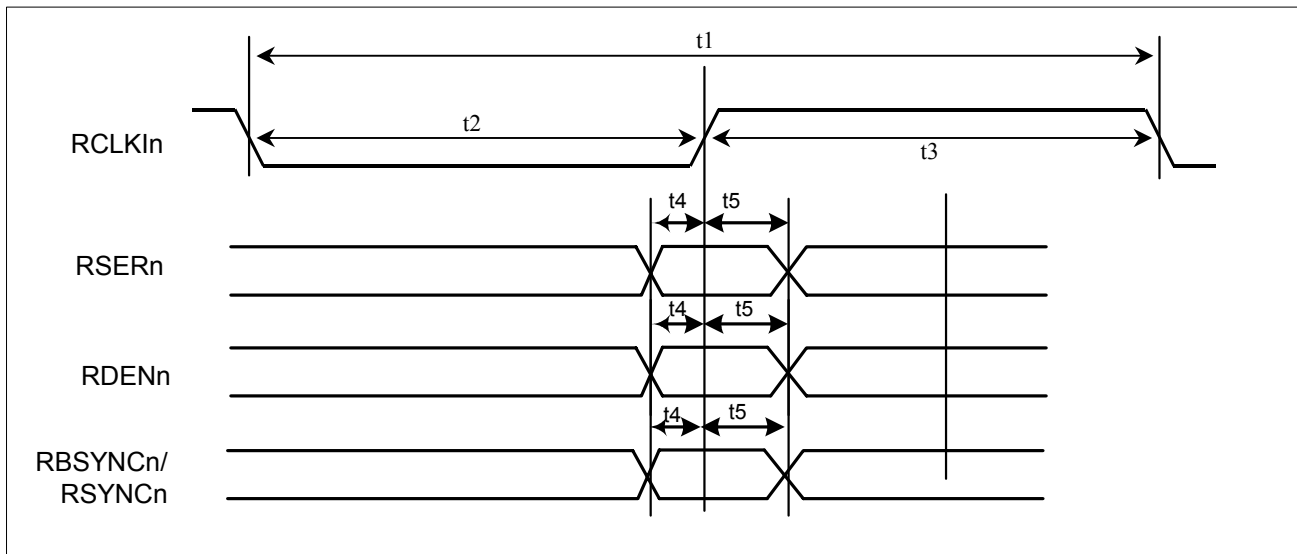 t1
RCLKIn
t2
t3
t4
t5
RSERn
t4
t5
RDENn
t4
t5
RBSYNCn/
RSYNCn